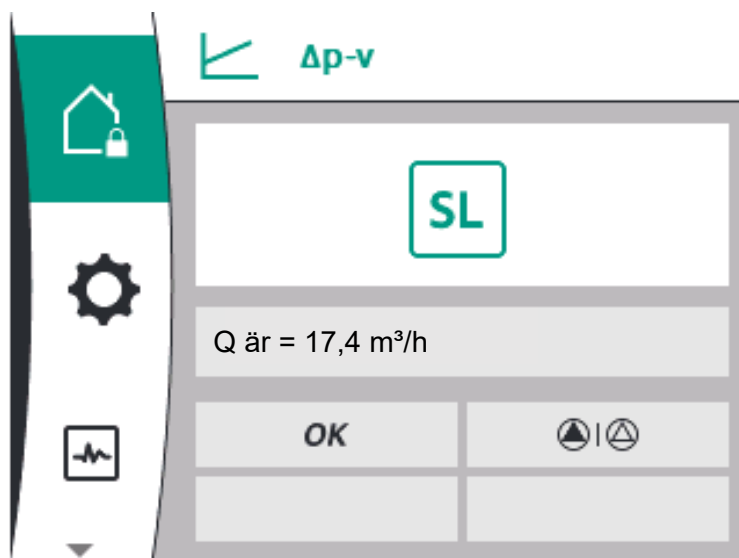 Δp-v
SL
Q är = 17,4 m³/h
OK